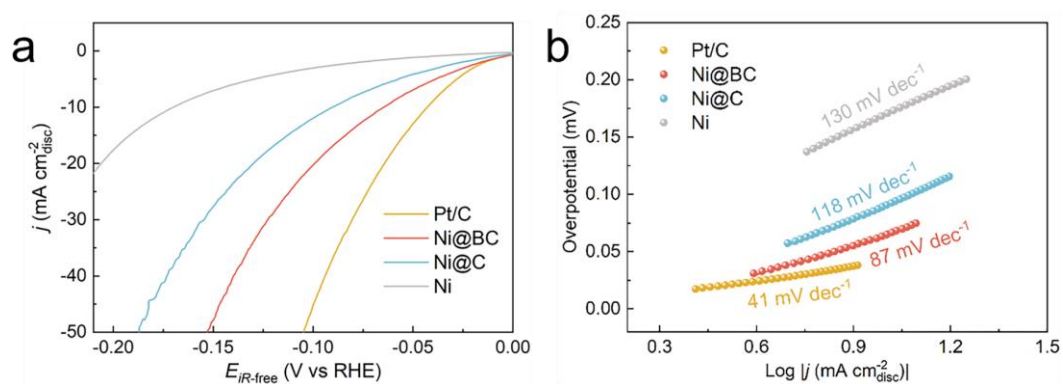 a
0
-10
-20
-30
-40
-50
j (mA cm⁻²disc)
Pt/C
Ni@BC
Ni@C
Ni
-0.20 -0.15 -0.10 -0.05 0.00
EiR-free (V vs RHE)
b
0.25
0.20
0.15
0.10
0.05
0.00
Overpotential (mV)
Pt/C
Ni@BC
Ni@C
Ni
130 mV dec⁻¹
118 mV dec⁻¹
87 mV dec⁻¹
41 mV dec⁻¹
0.3 0.6 0.9 1.2 1.5
Log |j (mA cm⁻²disc)|